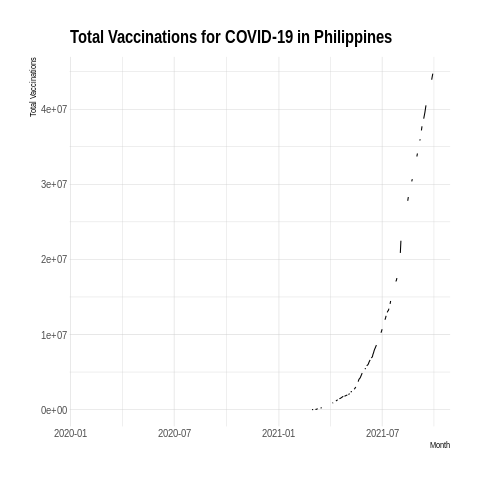 Total Vaccinations for COVID-19 in Philippines
Total Vaccinations
4e+07
3e+07
2e+07
1e+07
0e+00
2020-01
2020-07
2021-01
2021-07
Month